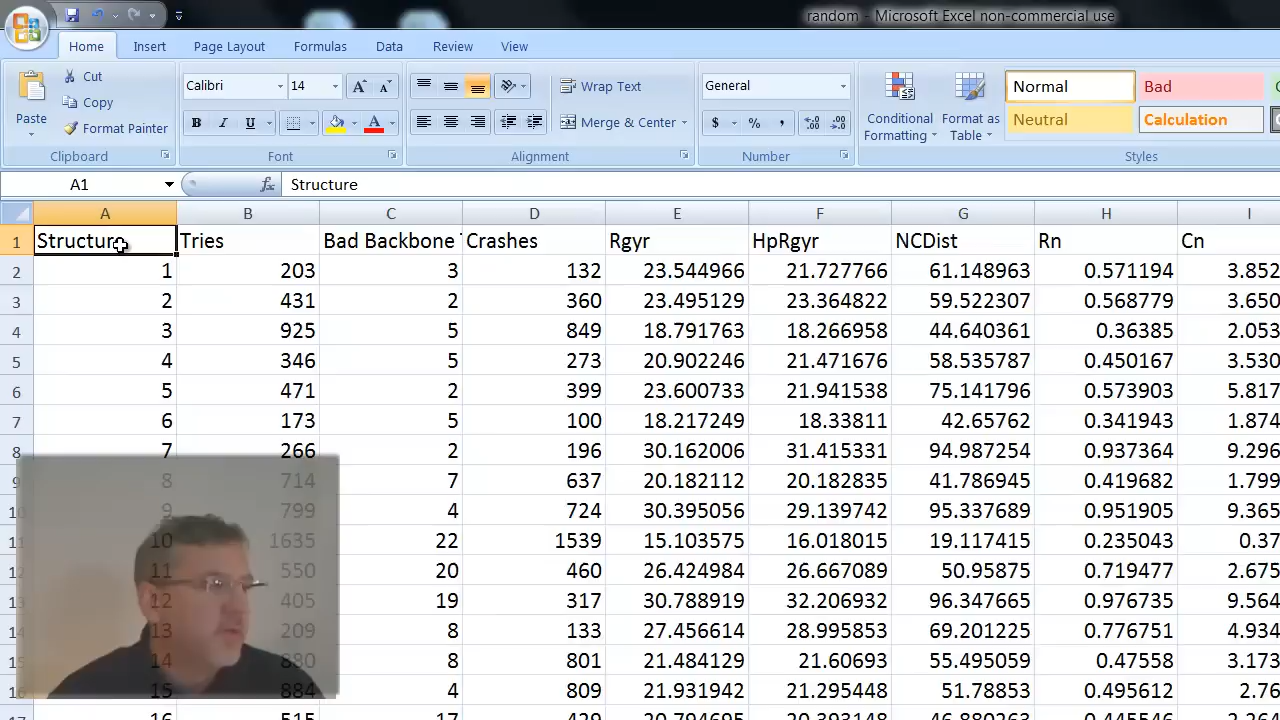 random - Microsoft Excel non-commercial use
Home Insert Page Layout Formulas Data Review View
Paste
Cut
Copy
Format Painter
Clipboard
Calibri 14
B I U
Font
Wrap Text
Merge & Center
Alignment
General
$ % ,
Number
Conditional Formatting
Format as Table
Normal Bad
Neutral Calculation
Styles
A1 fx Structure
A B C D E F G H I
1 Structure Tries Bad Backbone Crashes Rgyr HpRgyr NCDist Rn Cn
2 1 203 3 132 23.544966 21.727766 61.148963 0.571194 3.852
3 2 431 2 360 23.495129 23.364822 59.522307 0.568779 3.650
4 3 925 5 849 18.791763 18.266958 44.640361 0.36385 2.053
5 4 346 5 273 20.902246 21.471676 58.535787 0.450167 3.530
6 5 471 2 399 23.600733 21.941538 75.141796 0.573903 5.817
7 6 173 5 100 18.217249 18.33811 42.65762 0.341943 1.874
8 7 266 2 196 30.162006 31.415331 94.987254 0.937364 9.296
9 8 714 7 637 20.182112 20.182835 41.786945 0.419682 1.799
10 9 799 4 724 30.395056 29.139742 95.337689 0.951905 9.365
11 10 1635 22 1539 15.103575 16.018015 19.117415 0.235043 0.37
12 11 550 20 460 26.424984 26.667089 50.95875 0.719477 2.675
13 12 405 19 317 30.788919 32.206932 96.347665 0.976735 9.564
14 13 209 8 133 27.456614 28.995853 69.201225 0.776751 4.934
15 14 880 8 801 21.484129 21.60693 55.495059 0.47558 3.173
16 15 884 4 809 21.931942 21.295448 51.78853 0.495612 2.76
17 16 515 17 429 20.794695 20.393148 46.880263 0.445546